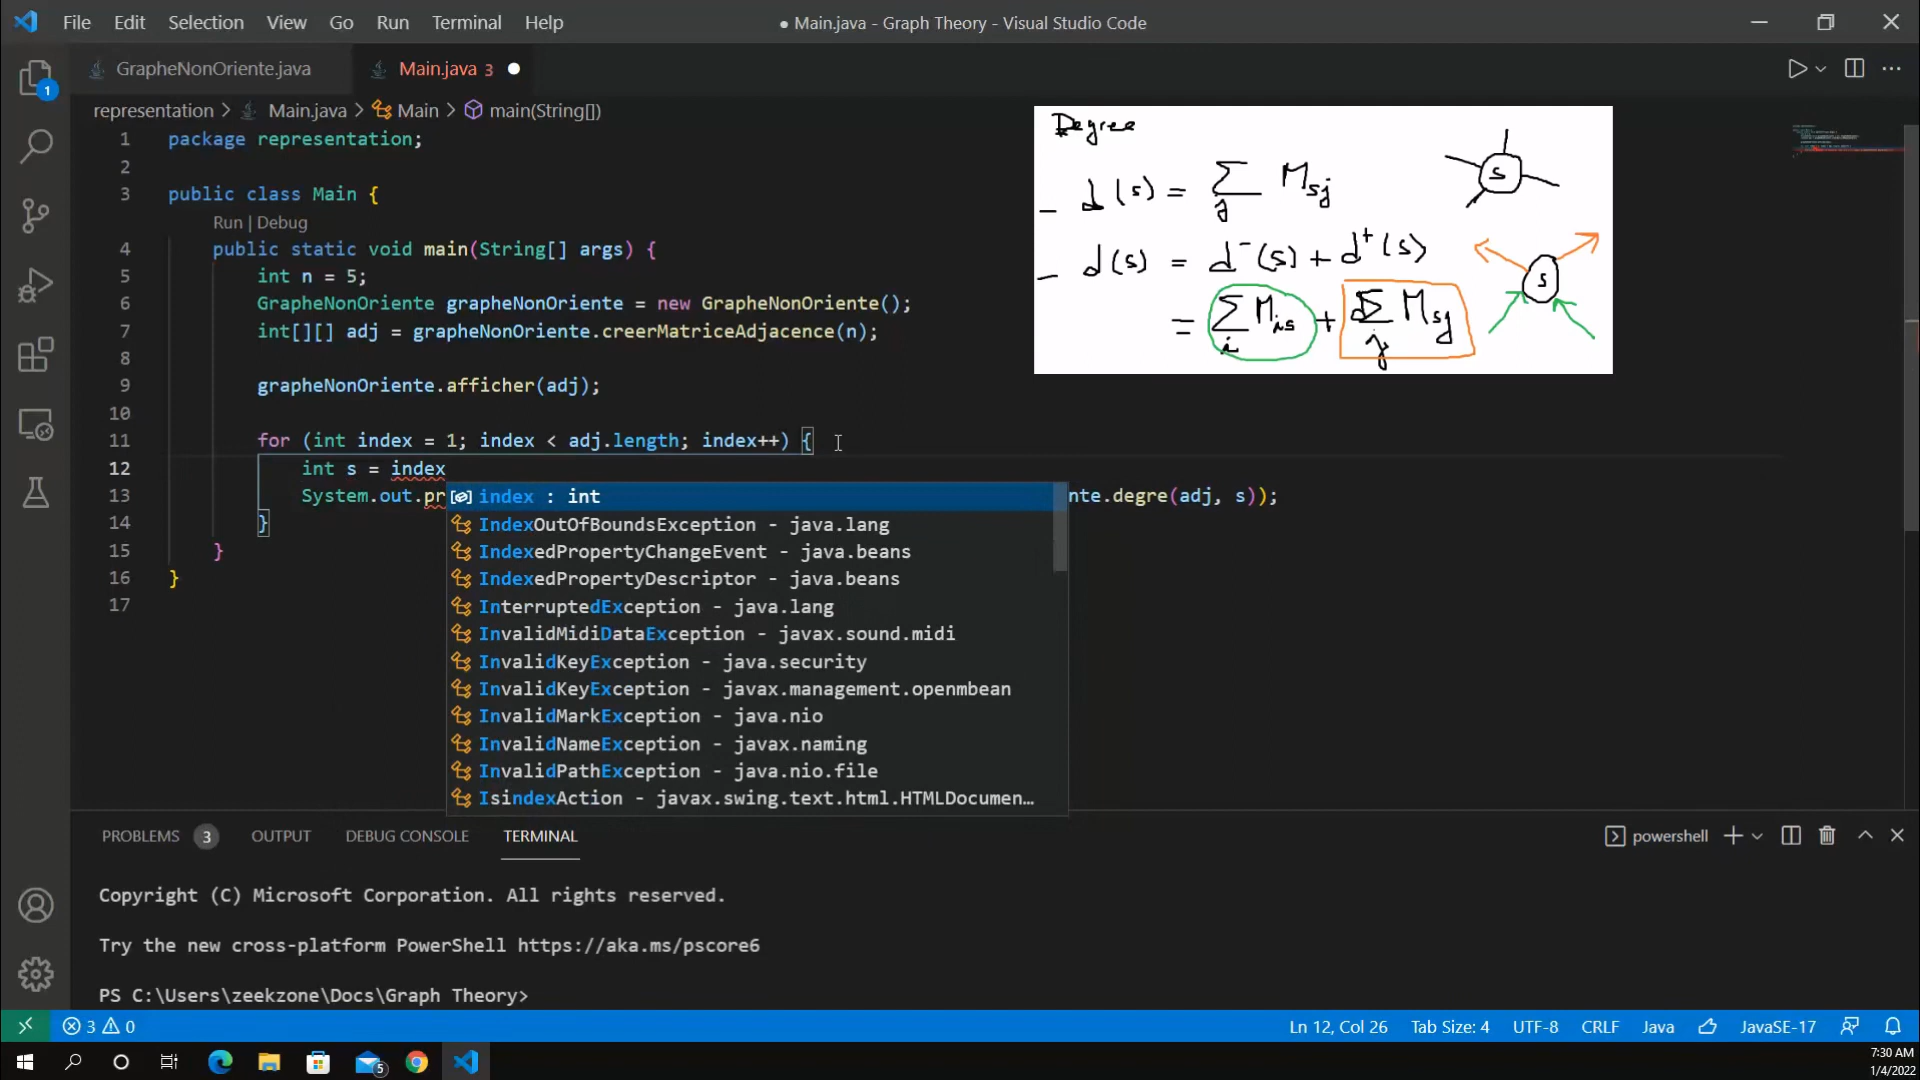 File Edit Selection View Go Run Terminal Help
● Main.java - Graph Theory - Visual Studio Code
GrapheNonOriente.java
Main.java 3
representation > Main.java > Main > main(String[])
1 package representation;
2
3 public class Main {
Run | Debug
4 public static void main(String[] args) {
5 int n = 5;
6 GrapheNonOriente grapheNonOriente = new GrapheNonOriente();
7 int[][] adj = grapheNonOriente.creerMatriceAdjacence(n);
8
9 grapheNonOriente.afficher(adj);
10
11 for (int index = 1; index < adj.length; index++) {
12 int s = index
13 System.out.pr nte.degre(adj, s));
14 }
15 }
16 }
17
index : int
IndexOutOfBoundsException - java.lang
IndexedPropertyChangeEvent - java.beans
IndexedPropertyDescriptor - java.beans
InterruptedException - java.lang
InvalidMidiDataException - javax.sound.midi
InvalidKeyException - java.security
InvalidKeyException - javax.management.openmbean
InvalidMarkException - java.nio
InvalidNameException - javax.naming
InvalidPathException - java.nio.file
IsindexAction - javax.swing.text.html.HTMLDocumen…
Degree
- d(s) = ∑j Msj
s
- d(s) = d⁻(s) + d⁺(s)
s
= ∑i Mis + ∑j Msj
1
PROBLEMS 3 OUTPUT DEBUG CONSOLE TERMINAL
powershell
Copyright (C) Microsoft Corporation. All rights reserved.
Try the new cross-platform PowerShell https://aka.ms/pscore6
PS C:\Users\zeekzone\Docs\Graph Theory>
3 0
Ln 12, Col 26 Tab Size: 4 UTF-8 CRLF Java JavaSE-17
5
7:30 AM
1/4/2022